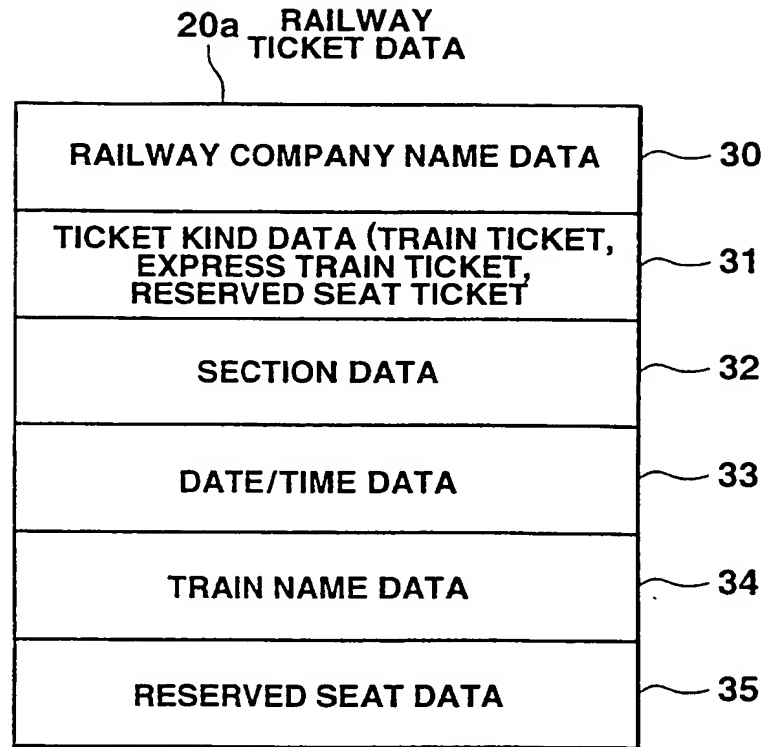 20a RAILWAY
TICKET DATA
RAILWAY COMPANY NAME DATA 30
TICKET KIND DATA (TRAIN TICKET,
EXPRESS TRAIN TICKET,
RESERVED SEAT TICKET
31
SECTION DATA 32
DATE/TIME DATA 33
TRAIN NAME DATA 34
RESERVED SEAT DATA 35